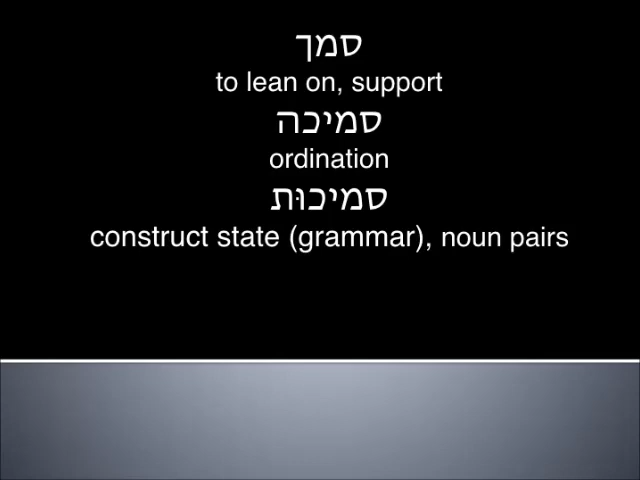 סמך
to lean on, support
סמיכה
ordination
סמיכוּת
construct state (grammar), noun pairs